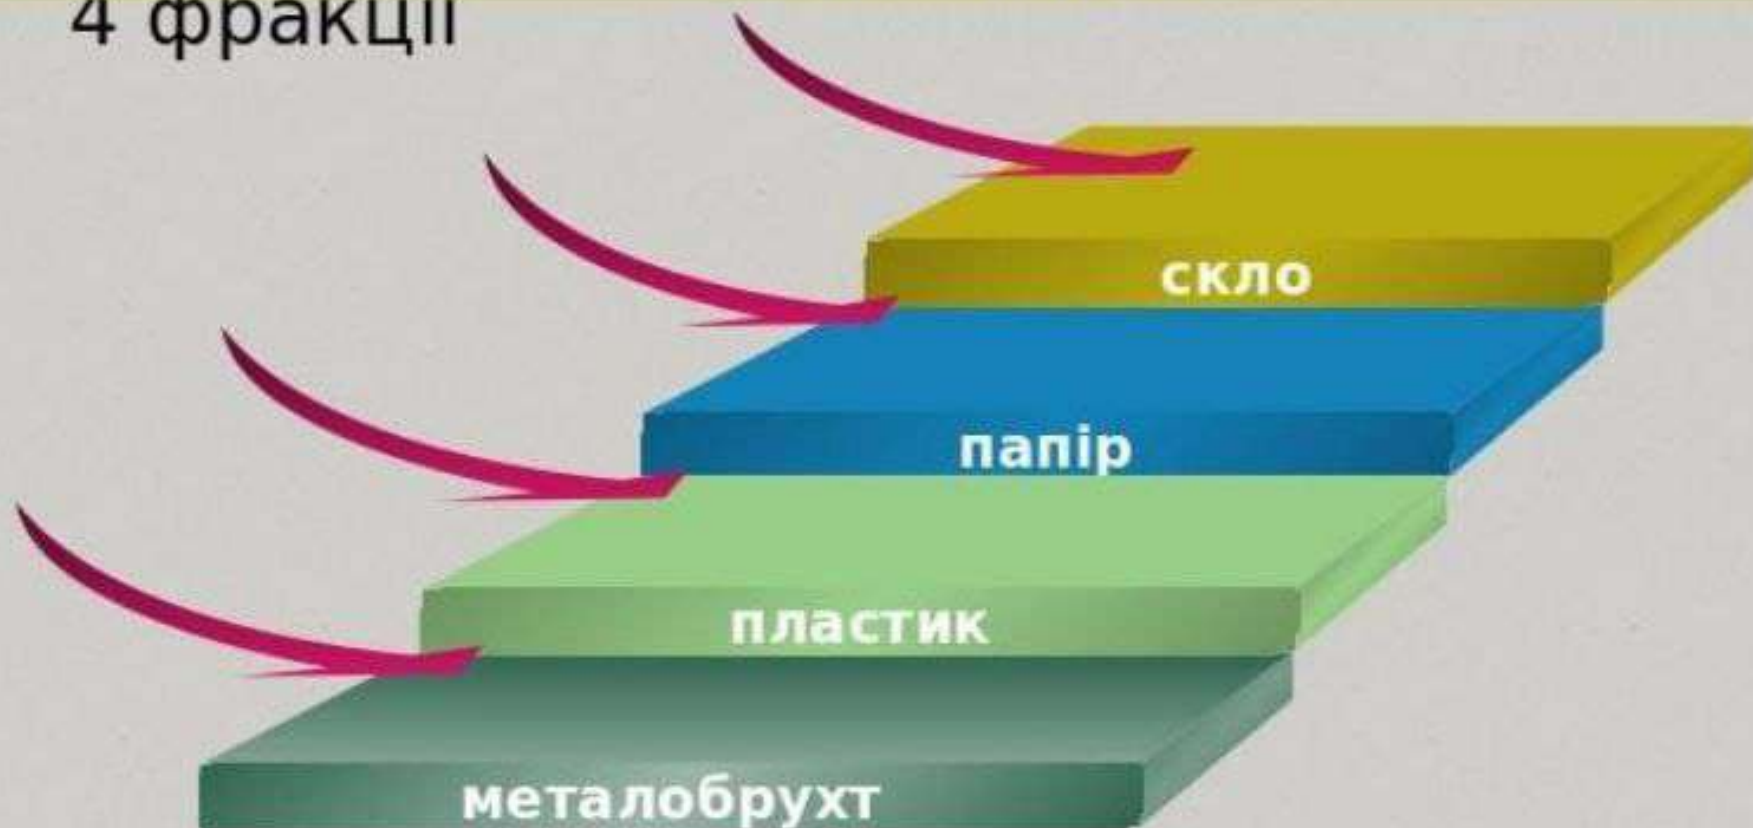 4 фракції
скло
папір
пластик
металобрухт